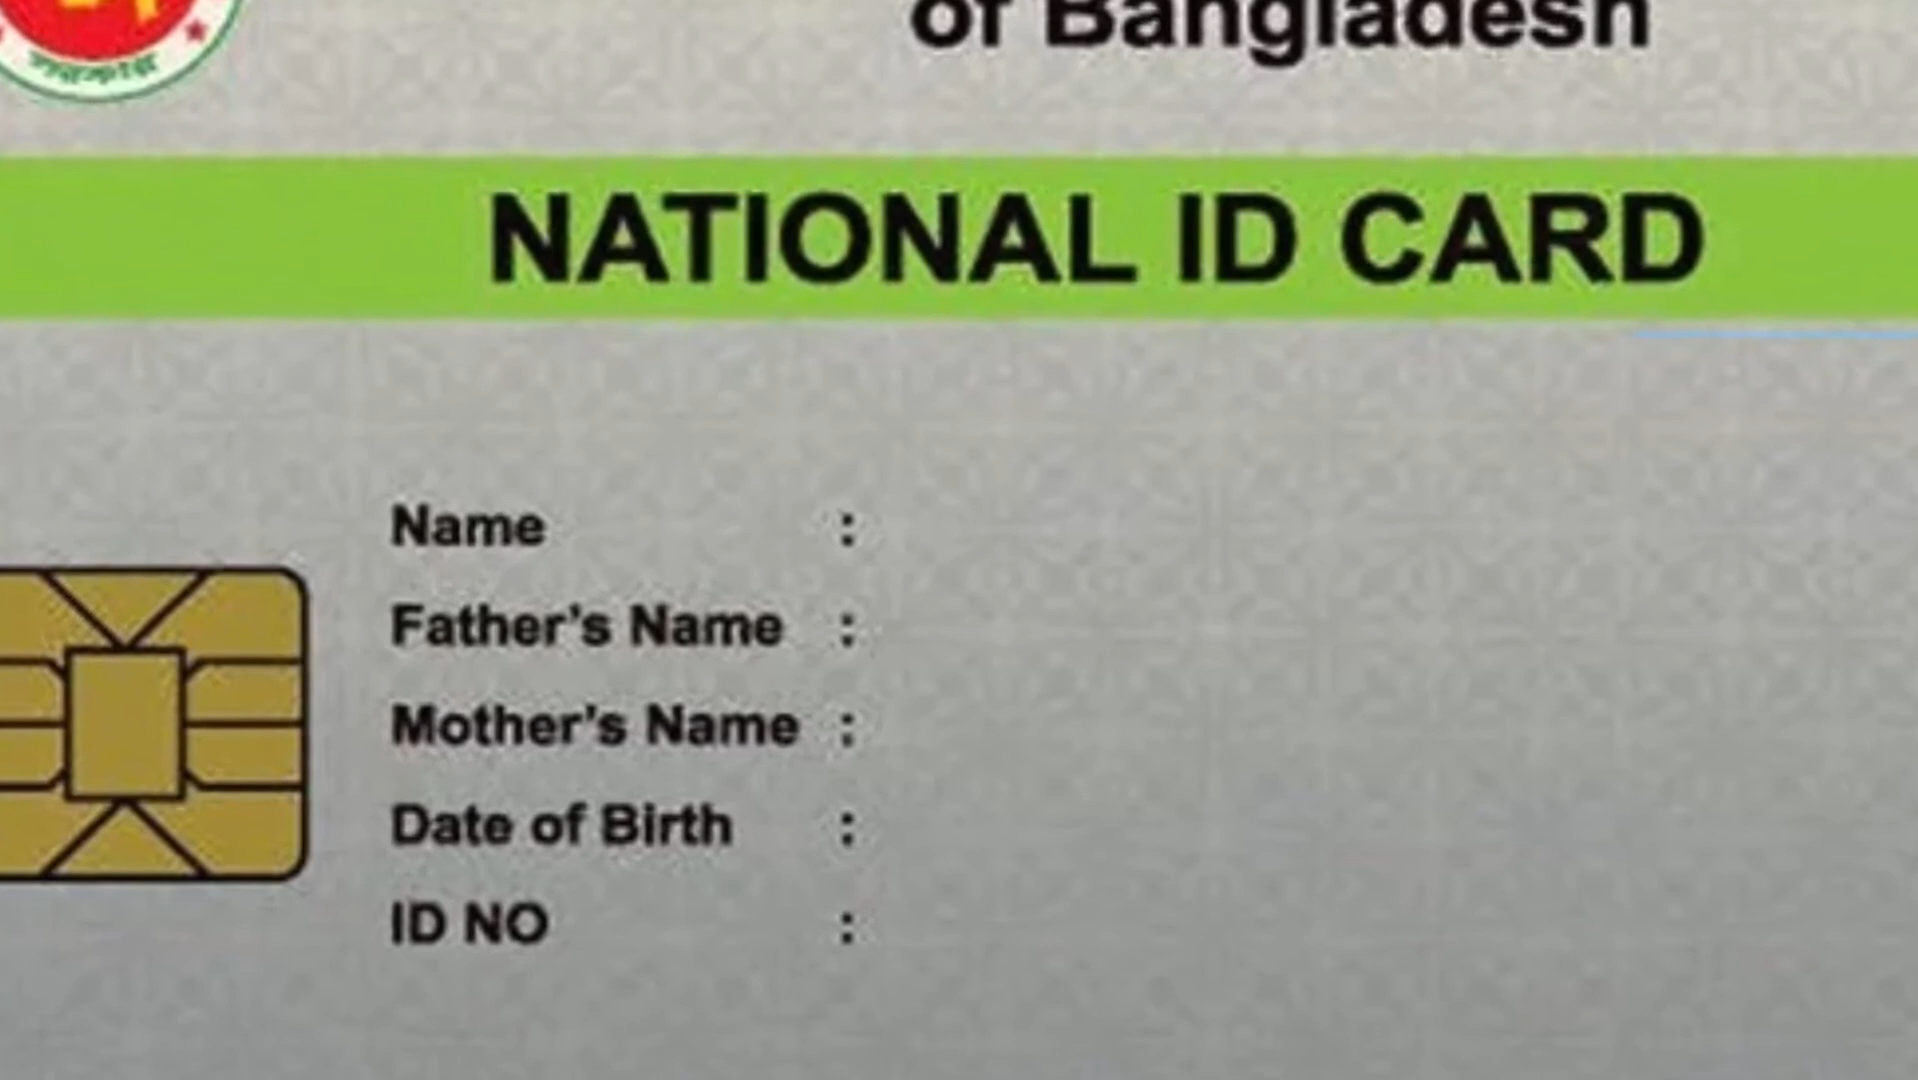 of Bangladesh
NATIONAL ID CARD
Name :
Father's Name :
Mother's Name :
Date of Birth :
ID NO :